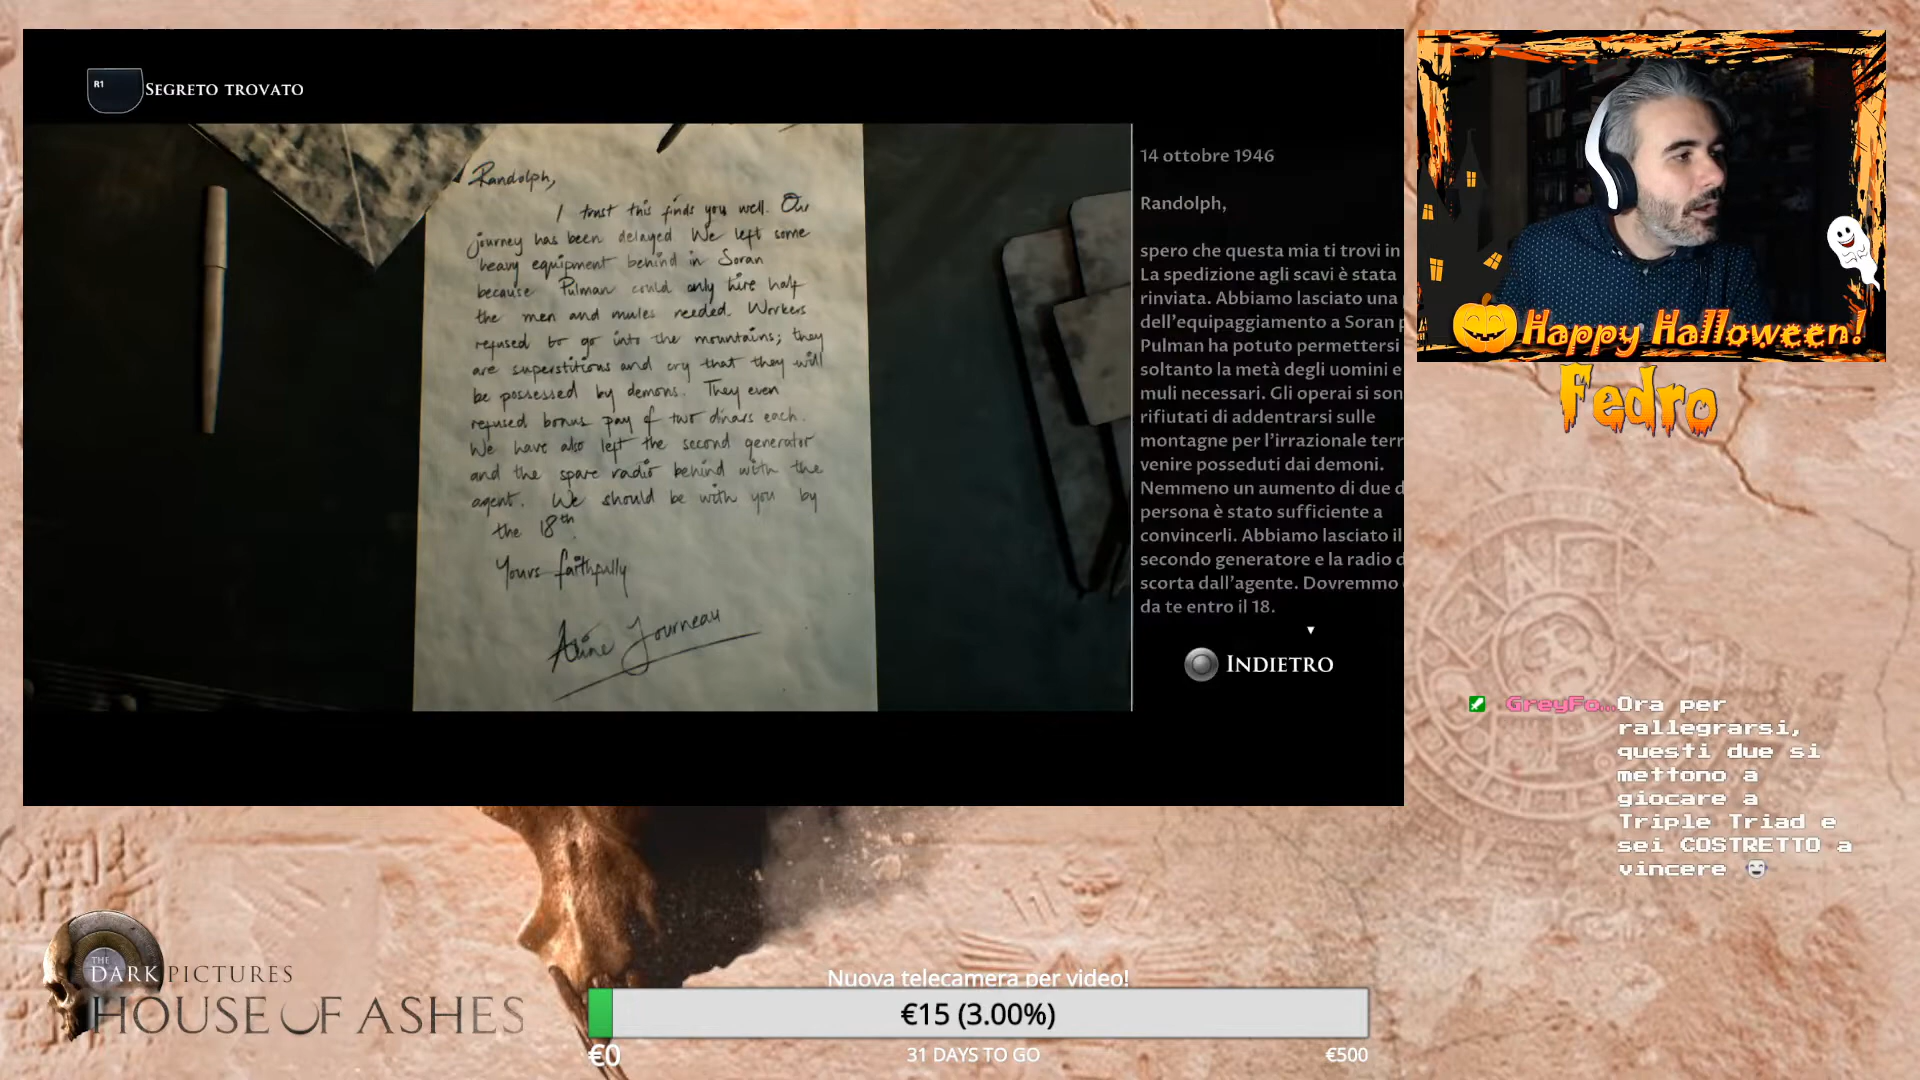 R1 SEGRETO TROVATO
Randolph,
I trust this finds you well. Our
journey has been delayed. We left some
heavy equipment behind in Soran
because Pulman could only hire half
the men and mules needed. Workers
refused to go into the mountains; they
are superstitious and cry that they will
be possessed by demons. They even
refused bonus pay of two dinars each.
We have also left the second generator
and the spare radio behind with the
agent. We should be with you by
the 18th.
Yours faithfully
Journeau
14 ottobre 1946
Randolph,
spero che questa mia ti trovi in
La spedizione agli scavi è stata
rinviata. Abbiamo lasciato una
dell'equipaggiamento a Soran
Pulman ha potuto permettersi
soltanto la metà degli uomini e
muli necessari. Gli operai si son
rifiutati di addentrarsi sulle
montagne per l'irrazionale terr
venire posseduti dai demoni.
Nemmeno un aumento di due d
persona è stato sufficiente a
convincerli. Abbiamo lasciato il
secondo generatore e la radio d
scorta dall'agente. Dovremmo
da te entro il 18.
INDIETRO
Happy Halloween!
Fedro
GreyFo... Ora per
rallegrarsi,
questi due si
mettono a
giocare a
Triple Triad e
sei COSTRETTO a
vincere
THE
DARK PICTURES
HOUSE OF ASHES
Nuova telecamera per video!
€15 (3.00%)
€0 31 DAYS TO GO €500